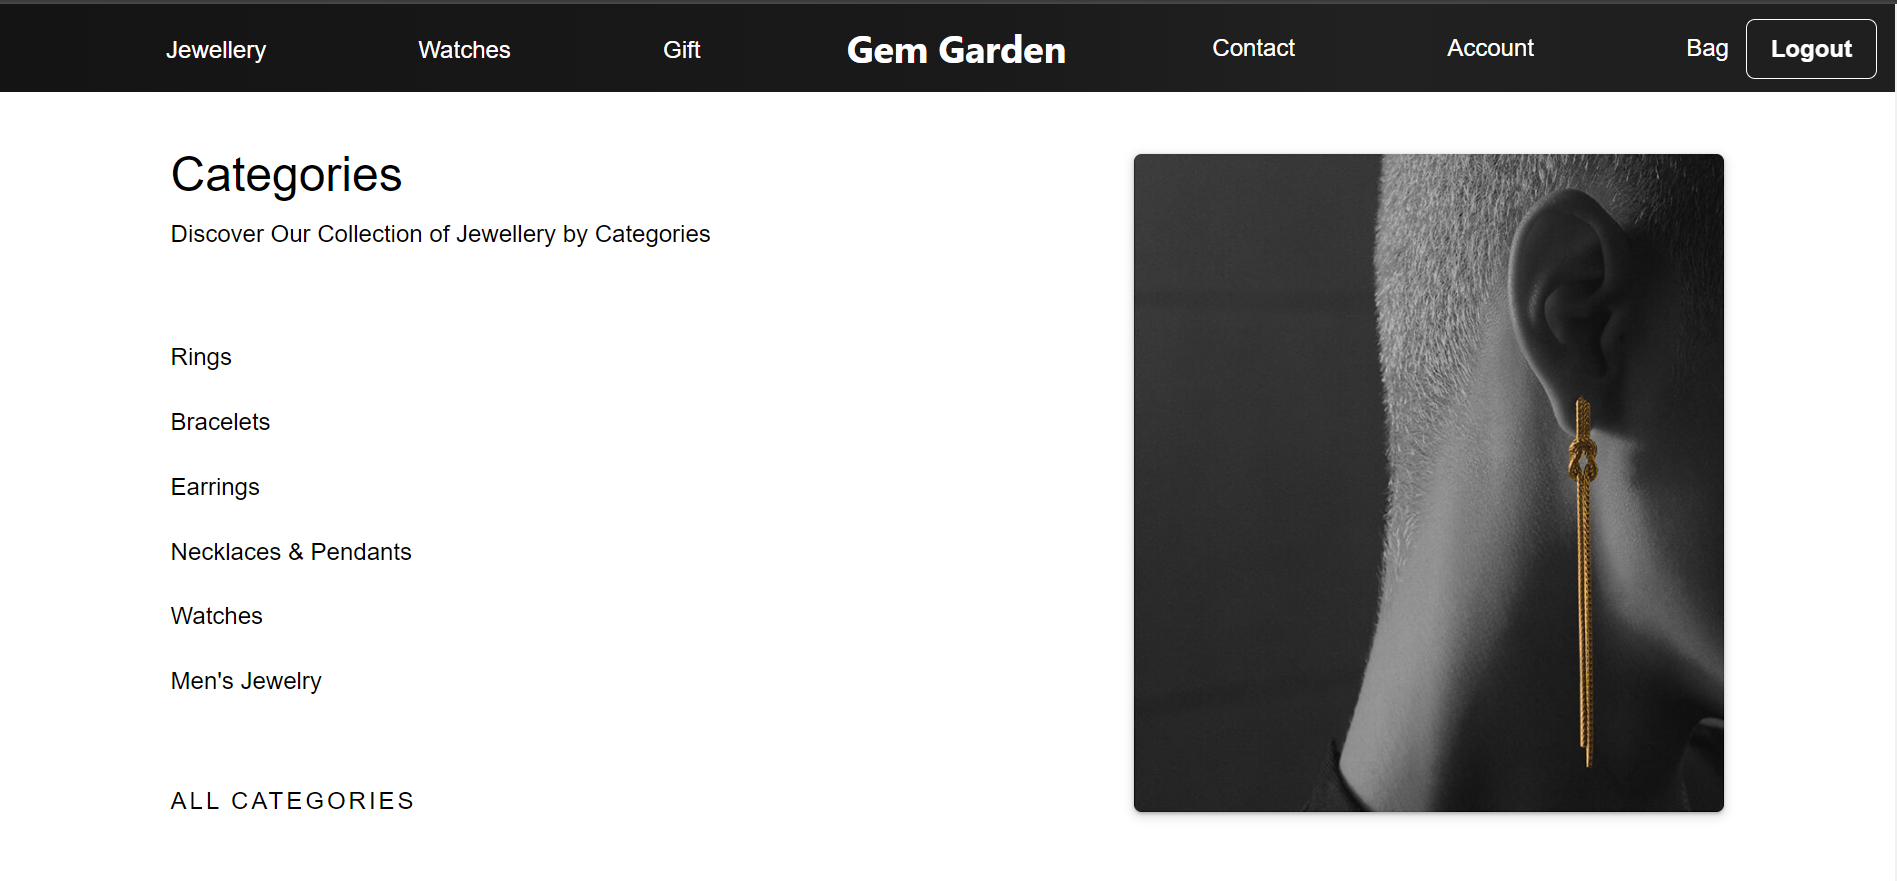 Jewellery Watches Gift Gem Garden Contact Account Bag Logout
Categories
Discover Our Collection of Jewellery by Categories
Rings
Bracelets
Earrings
Necklaces & Pendants
Watches
Men's Jewelry
ALL CATEGORIES